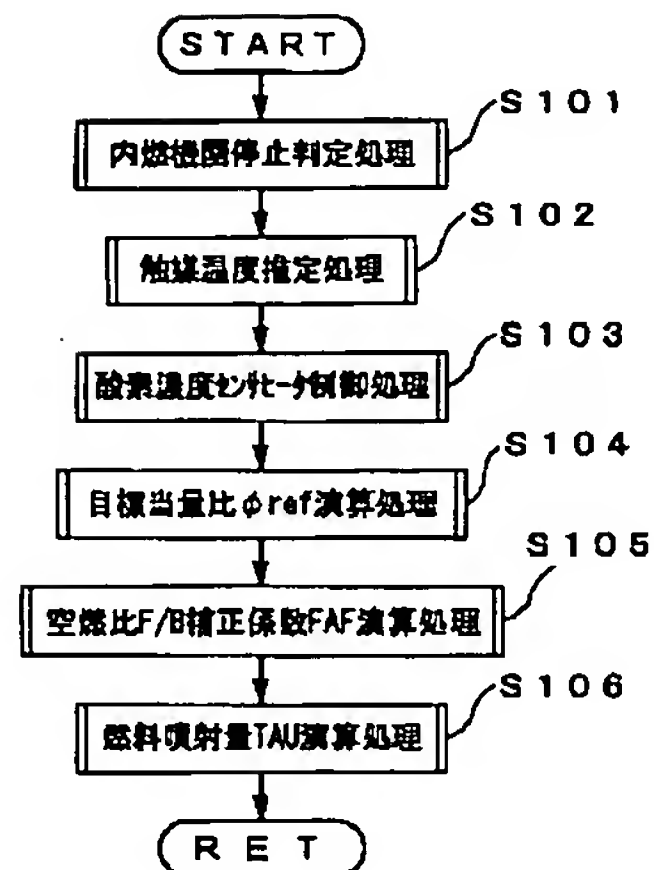 START
S101
内燃機関停止判定処理
S102
触媒温度推定処理
S103
酸素濃度センサヒータ制御処理
S104
目標当量比φref演算処理
S105
空燃比F/B補正係数FAF演算処理
S106
燃料噴射量TAU演算処理
RET